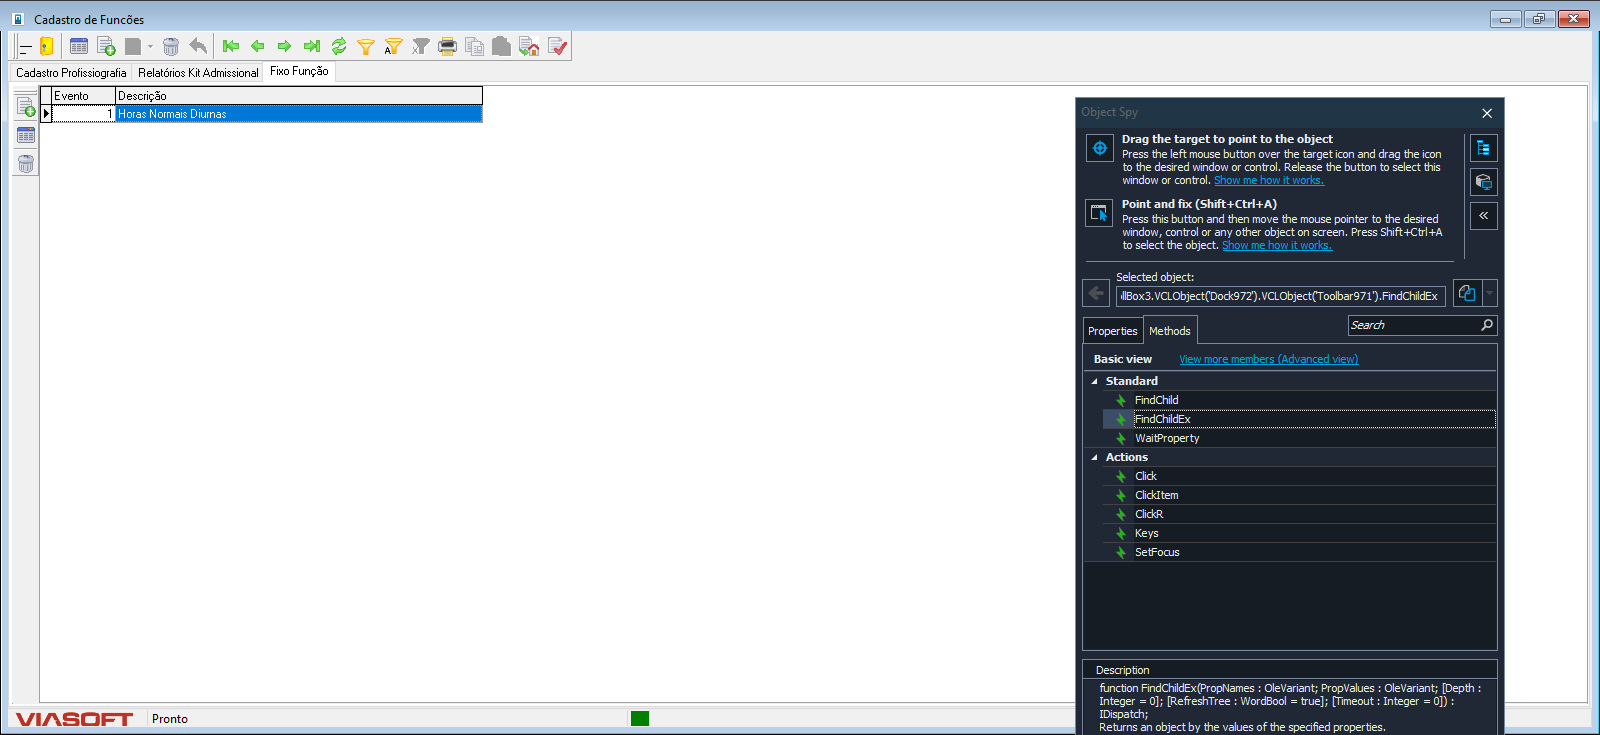 Cadastro de Funcões
Cadastro Profissiografia
Relatórios Kit Admissional
Fixo Função
Evento
Descrição
1
Horas Normais Diurnas
Object Spy
Drag the target to point to the object
Press the left mouse button over the target icon and drag the icon
to the desired window or control. Release the button to select this
window or control. Show me how it works.
Point and fix (Shift+Ctrl+A)
Press this button and then move the mouse pointer to the desired
window, control or any other object on screen. Press Shift+Ctrl+A
to select the object. Show me how it works.
Selected object:
llBox3.VCLObject('Dock972').VCLObject('Toolbar971').FindChildEx
Properties
Methods
Search
Basic view
View more members (Advanced view)
Standard
FindChild
FindChildEx
WaitProperty
Actions
Click
ClickItem
ClickR
Keys
SetFocus
Description
function FindChildEx(PropNames : OleVariant; PropValues : OleVariant; [Depth :
Integer = 0]; [RefreshTree : WordBool = true]; [Timeout : Integer = 0]) :
IDispatch;
Returns an object by the values of the specified properties.
VIASOFT
Pronto